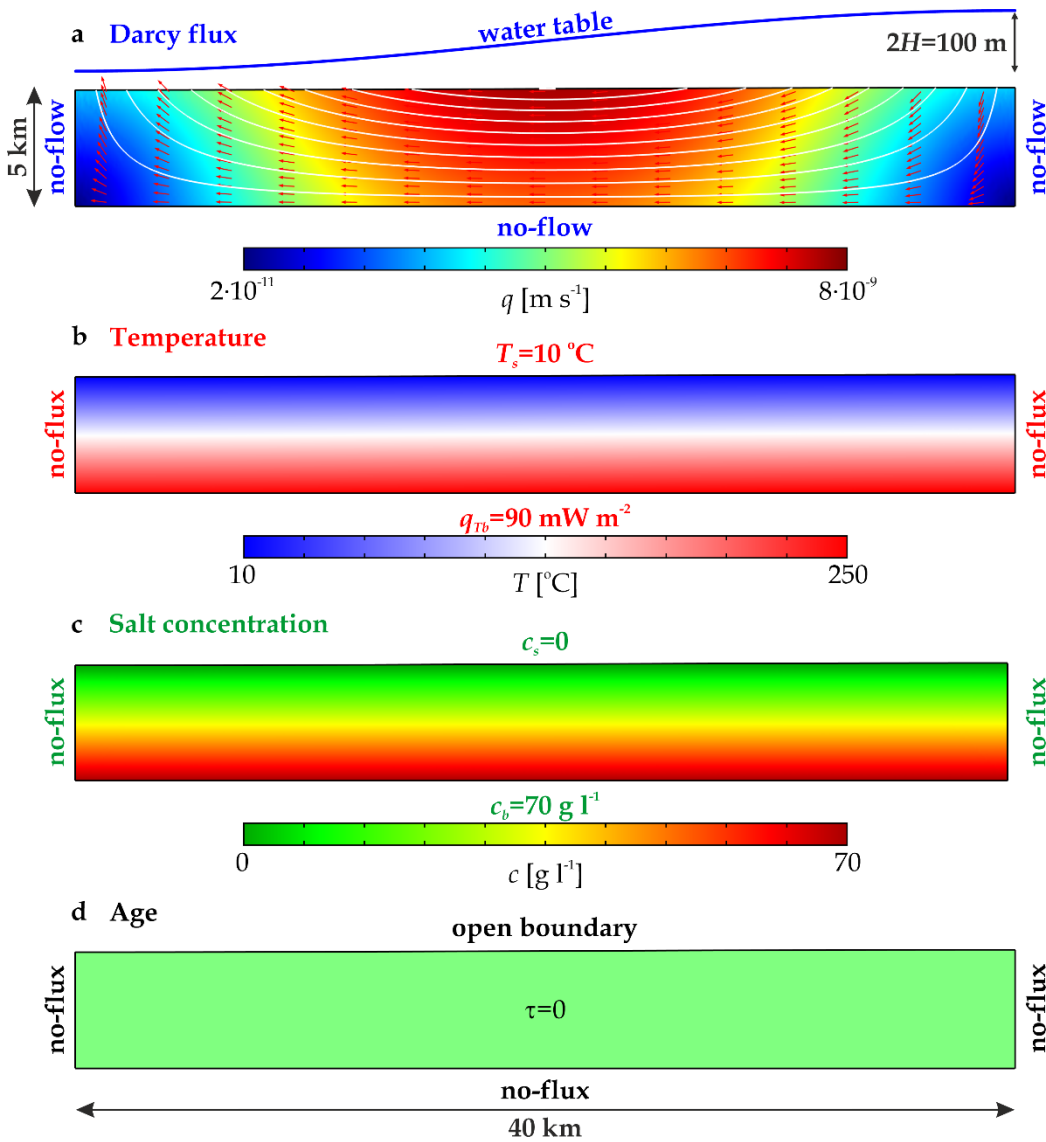 a Darcy flux
water table
2H=100 m
5 km
no-flow
no-flow
no-flow
2·10⁻¹¹
8·10⁻⁹
q [m s⁻¹]
b Temperature
Tₛ=10 °C
no-flux
no-flux
q_Tb=90 mW m⁻²
10
250
T [°C]
c Salt concentration
cₛ=0
no-flux
no-flux
c_b=70 g l⁻¹
0
70
c [g l⁻¹]
d Age
open boundary
no-flux
τ=0
no-flux
no-flux
40 km